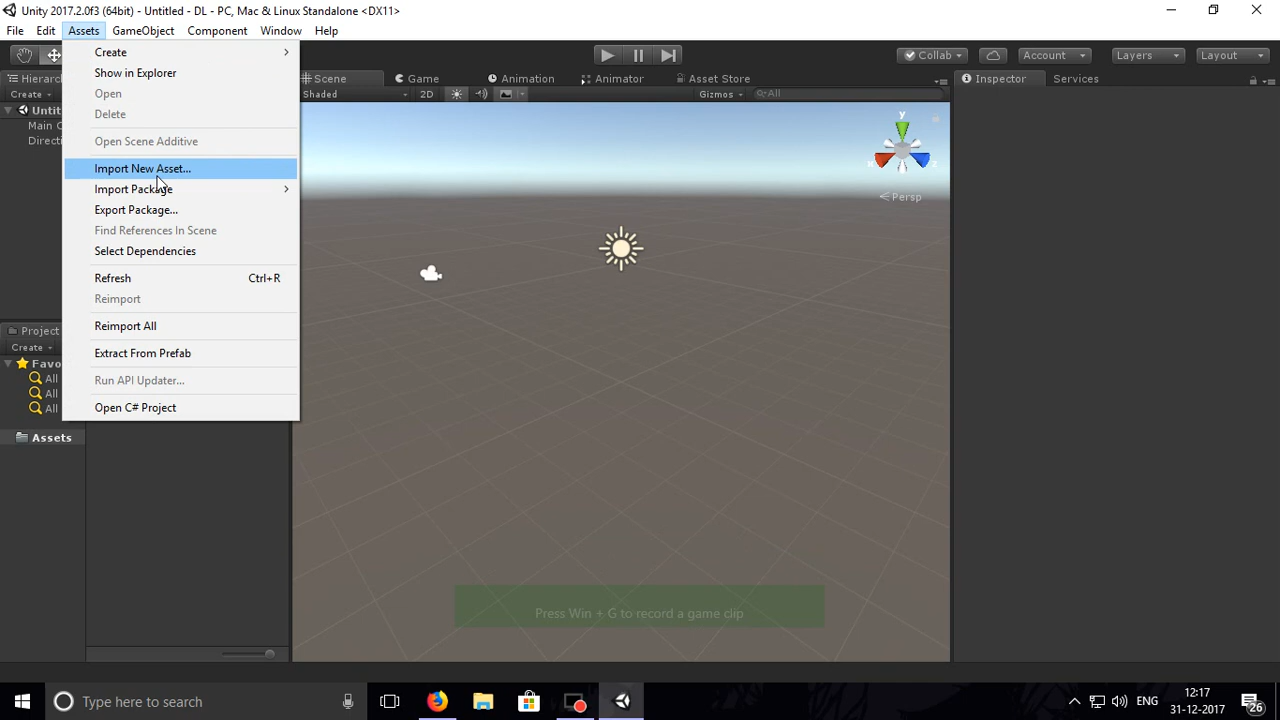 Unity 2017.2.0f3 (64bit) - Untitled - DL - PC, Mac & Linux Standalone <DX11>
File Edit Assets GameObject Component Window Help
Collab Account Layers Layout
Hierarc Scene Game Animation Animator Asset Store Inspector Services
Create Shaded 2D Gizmos All
Untit
Main C
Directi
Create
Show in Explorer
Open
Delete
Open Scene Additive
Import New Asset...
Import Package
Export Package...
Find References In Scene
Select Dependencies
Refresh Ctrl+R
Reimport
Reimport All
Extract From Prefab
Run API Updater...
Open C# Project
y
x
z
Persp
Project
Create
Favo
All
All
All
Assets
Press Win + G to record a game clip
Type here to search
ENG
12:17
31-12-2017
26